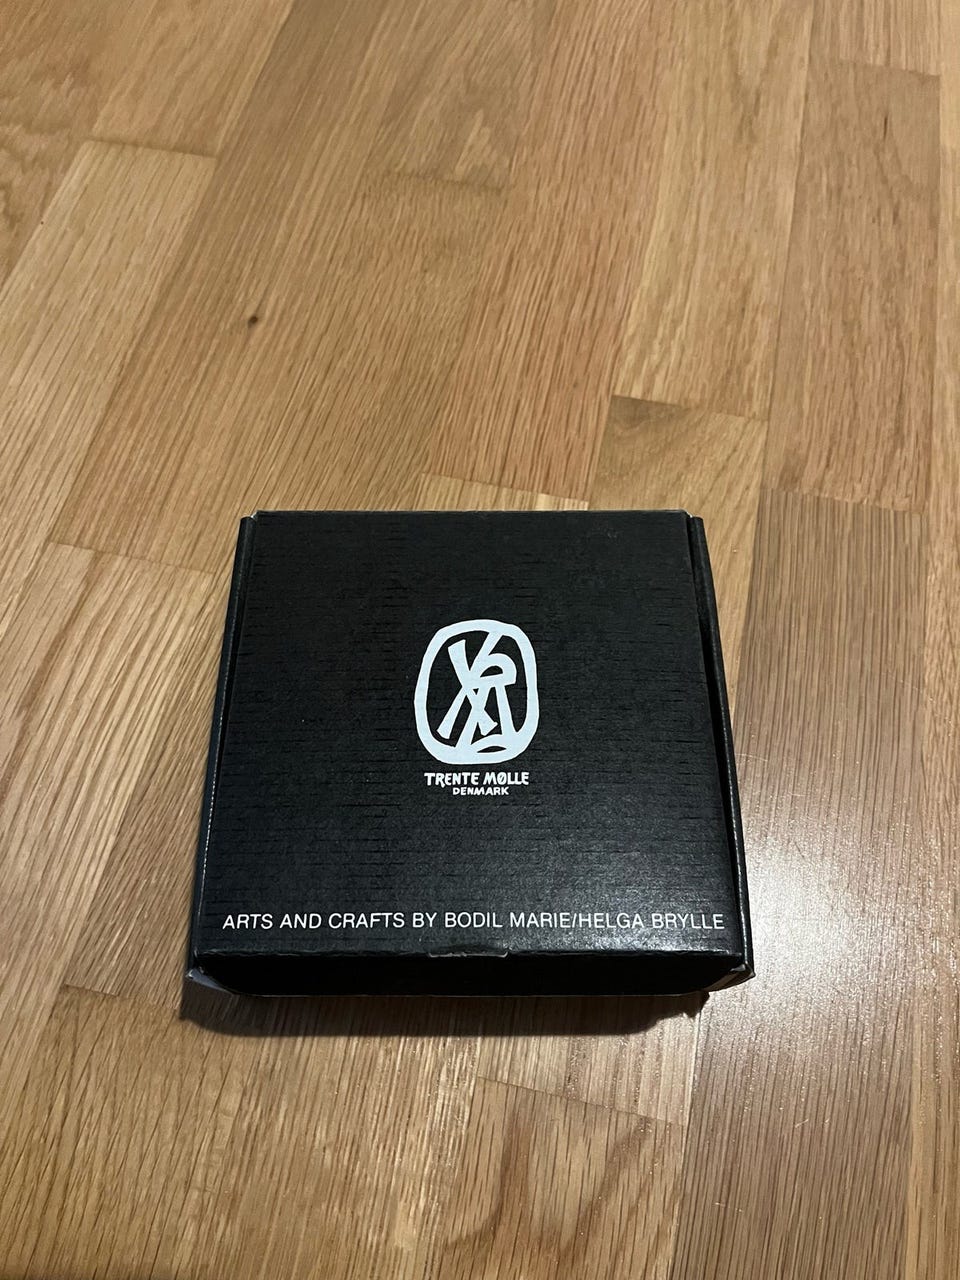 TRENTE MØLLE
DENMARK
ARTS AND CRAFTS BY BODIL MARIE/HELGA BRYLLE